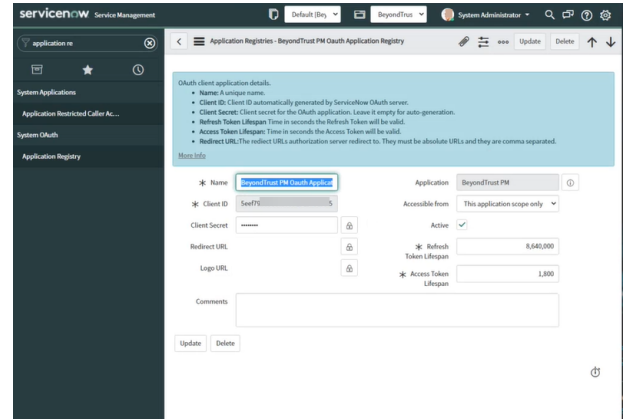 servicenow Service Management
Default (Bey
BeyondTrus
System Administrator
application re
System Applications
Application Restricted Caller Ac...
System OAuth
Application Registry
Application Registries - BeyondTrust PM Oauth Application Registry
Update
Delete
OAuth client application details.
• Name: A unique name.
• Client ID: Client ID automatically generated by ServiceNow OAuth server.
• Client Secret: Client secret for the OAuth application. Leave it empty for auto-generation.
• Refresh Token Lifespan Time in seconds the Refresh Token will be valid.
• Access Token Lifespan: Time in seconds the Access Token will be valid.
• Redirect URL:The rediect URLs authorization server redirect to. They must be absolute URLs and they are comma separated.
More Info
Name BeyondTrust PM Oauth Applicat
Application BeyondTrust PM
Client ID 5eef79 5
Accessible from This application scope only
Client Secret ••••••••
Active
Redirect URL
Refresh Token Lifespan 8,640,000
Logo URL
Access Token Lifespan 1,800
Comments
Update
Delete